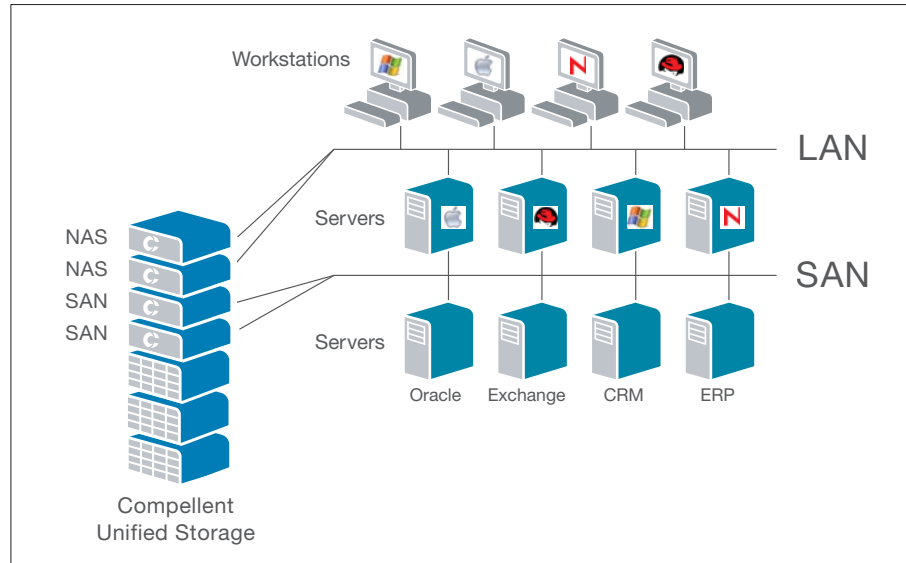 Workstations
LAN
Servers
NAS
NAS
SAN
SAN
SAN
Servers
Oracle
Exchange
CRM
ERP
Compellent
Unified Storage